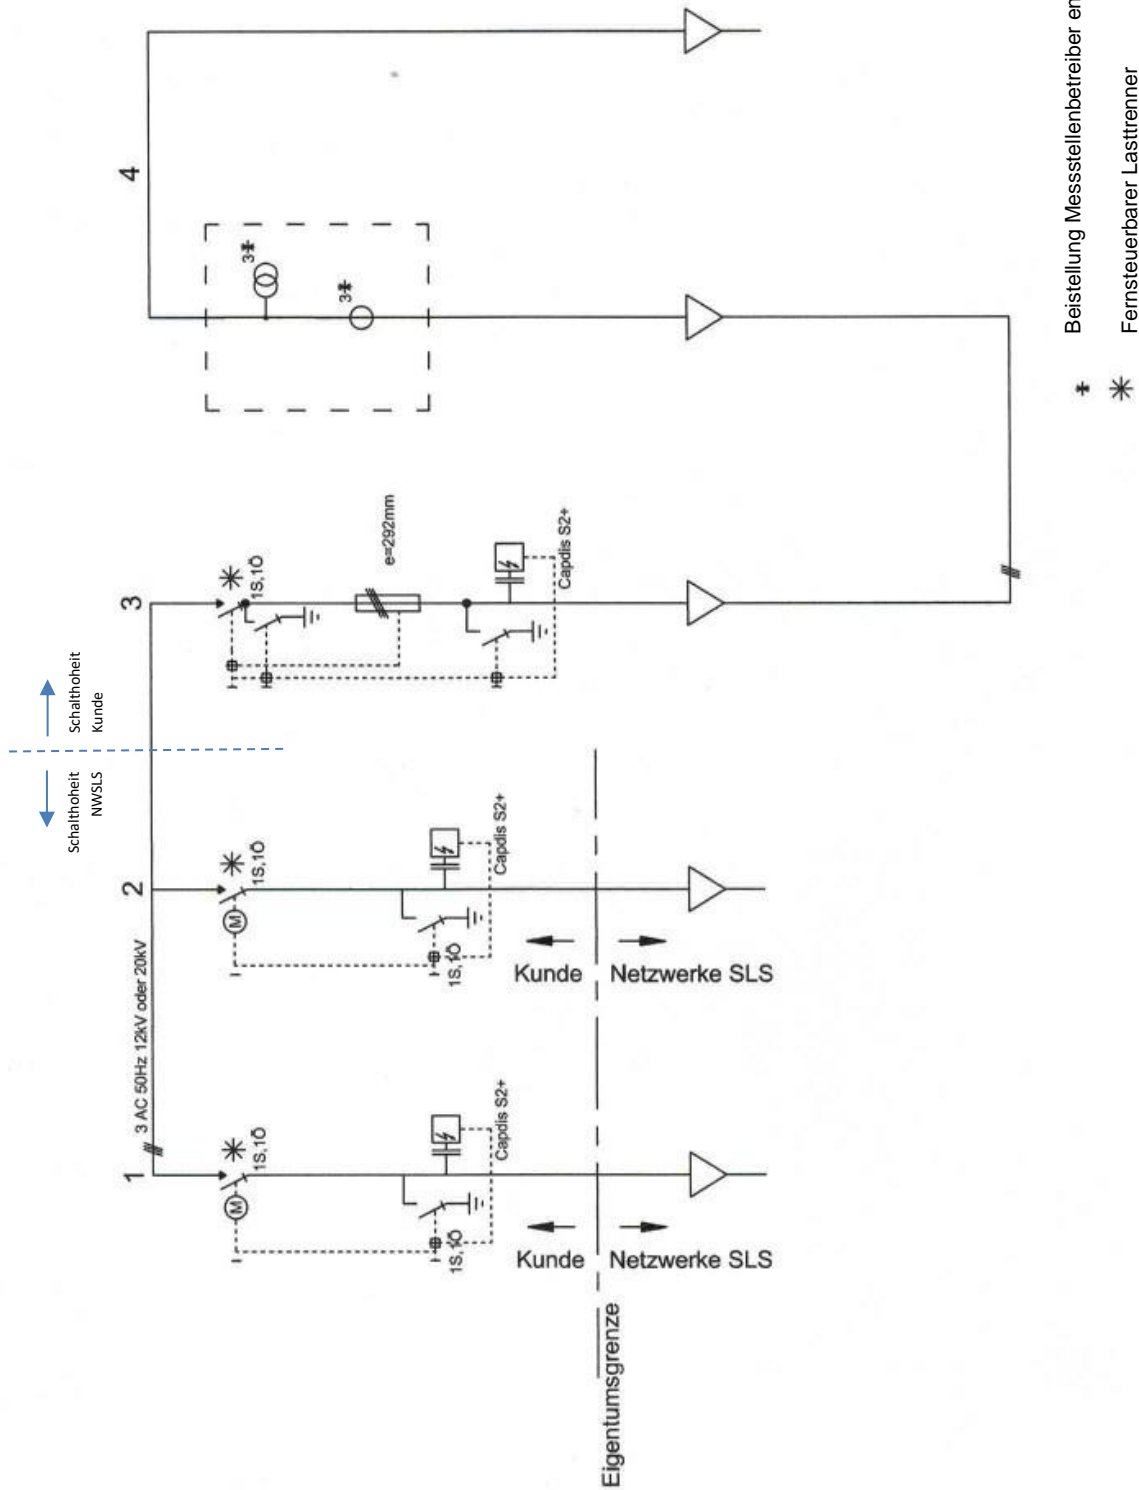 4
3
2
1
3 AC 50Hz 12kV oder 20kV
Schalthoheit
Kunde
Schalthoheit
NWSLS
3
3
1S,1Ö
e=292mm
Capdis S2+
1S,1Ö
Capdis S2+
1S,1Ö
M
Kunde
Netzwerke SLS
1S,1Ö
Capdis S2+
1S,1Ö
M
Kunde
Netzwerke SLS
Eigentumsgrenze
Beistellung Messstellenbetreiber
Fernsteuerbarer Lasttrenner